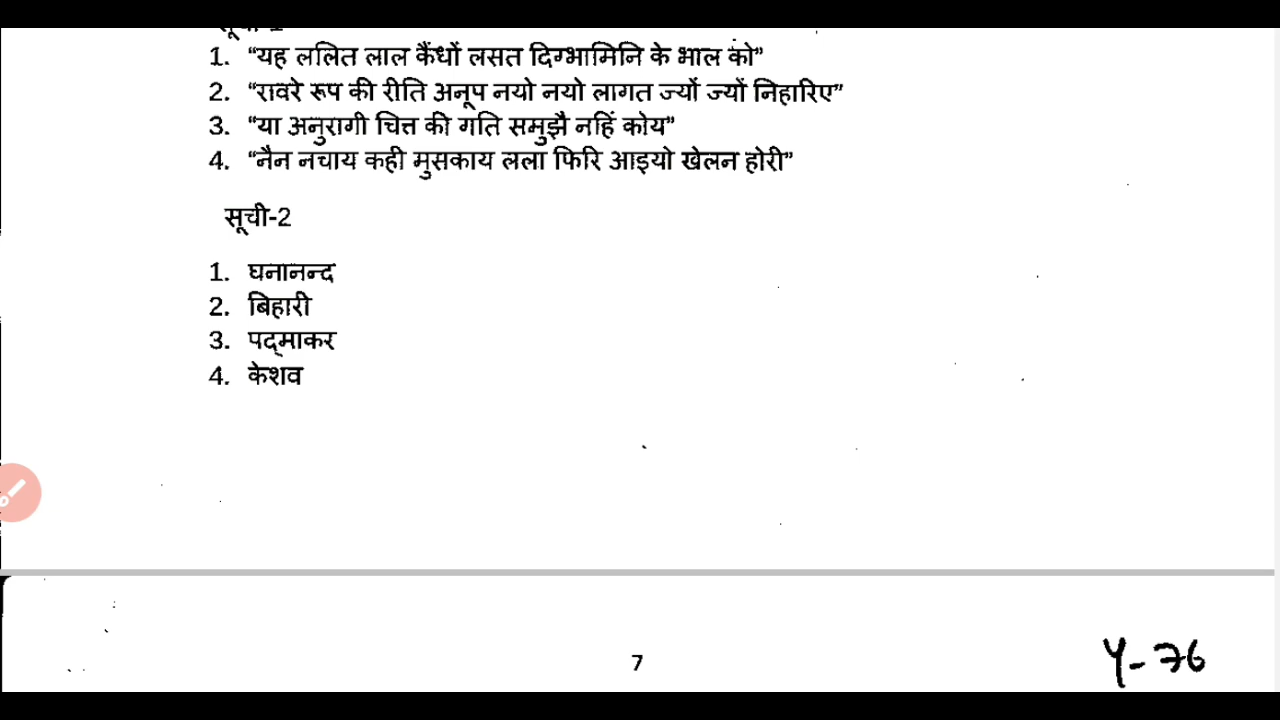 सूची-1
1. “यह ललित लाल कैंधों लसत दिग्भामिनि के भाल को”
2. “रावरे रूप की रीति अनूप नयो नयो लागत ज्यों ज्यों निहारिए”
3. “या अनुरागी चित्त की गति समुझै नहिं कोय”
4. “नैन नचाय कही मुसकाय लला फिरि आइयो खेलन होरी”
सूची-2
1. घनानन्द
2. बिहारी
3. पद्माकर
4. केशव
7
Y-76